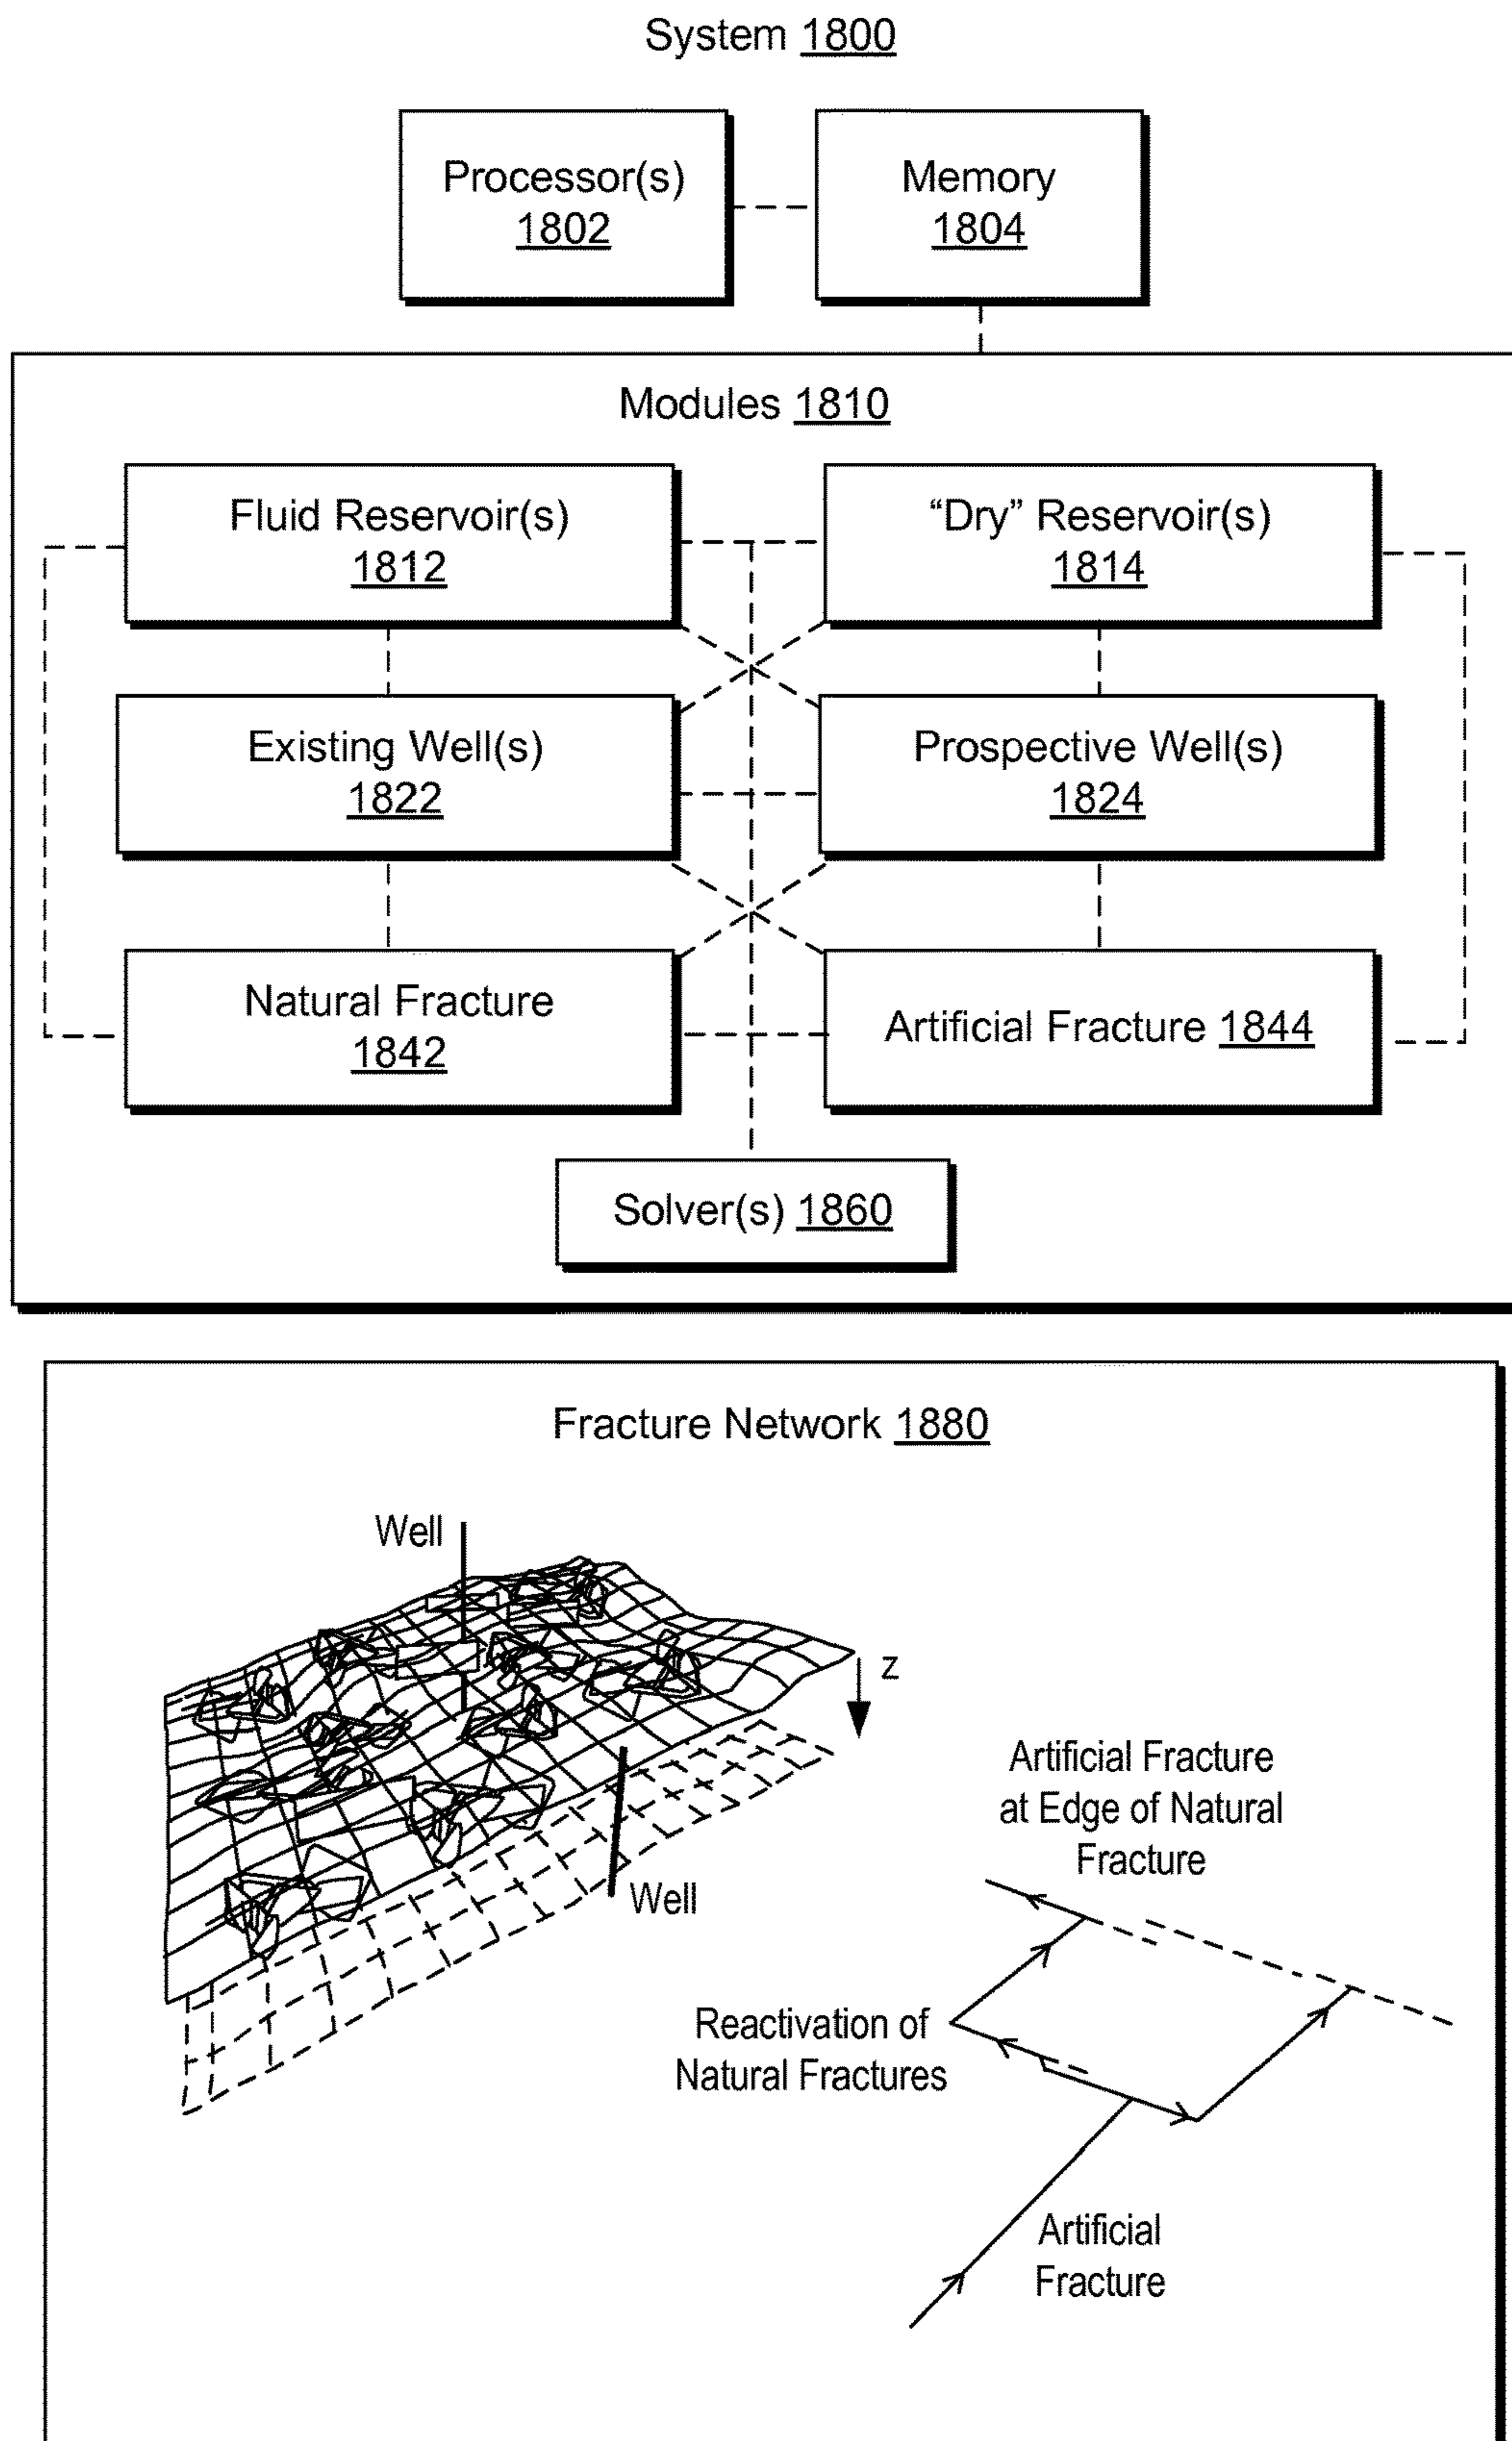 System 1800
Processor(s)
1802
Memory
1804
Modules 1810
Fluid Reservoir(s)
1812
“Dry” Reservoir(s)
1814
Existing Well(s)
1822
Prospective Well(s)
1824
Natural Fracture
1842
Artificial Fracture 1844
Solver(s) 1860
Fracture Network 1880
Well
z
Well
Artificial Fracture
at Edge of Natural
Fracture
Reactivation of
Natural Fractures
Artificial
Fracture